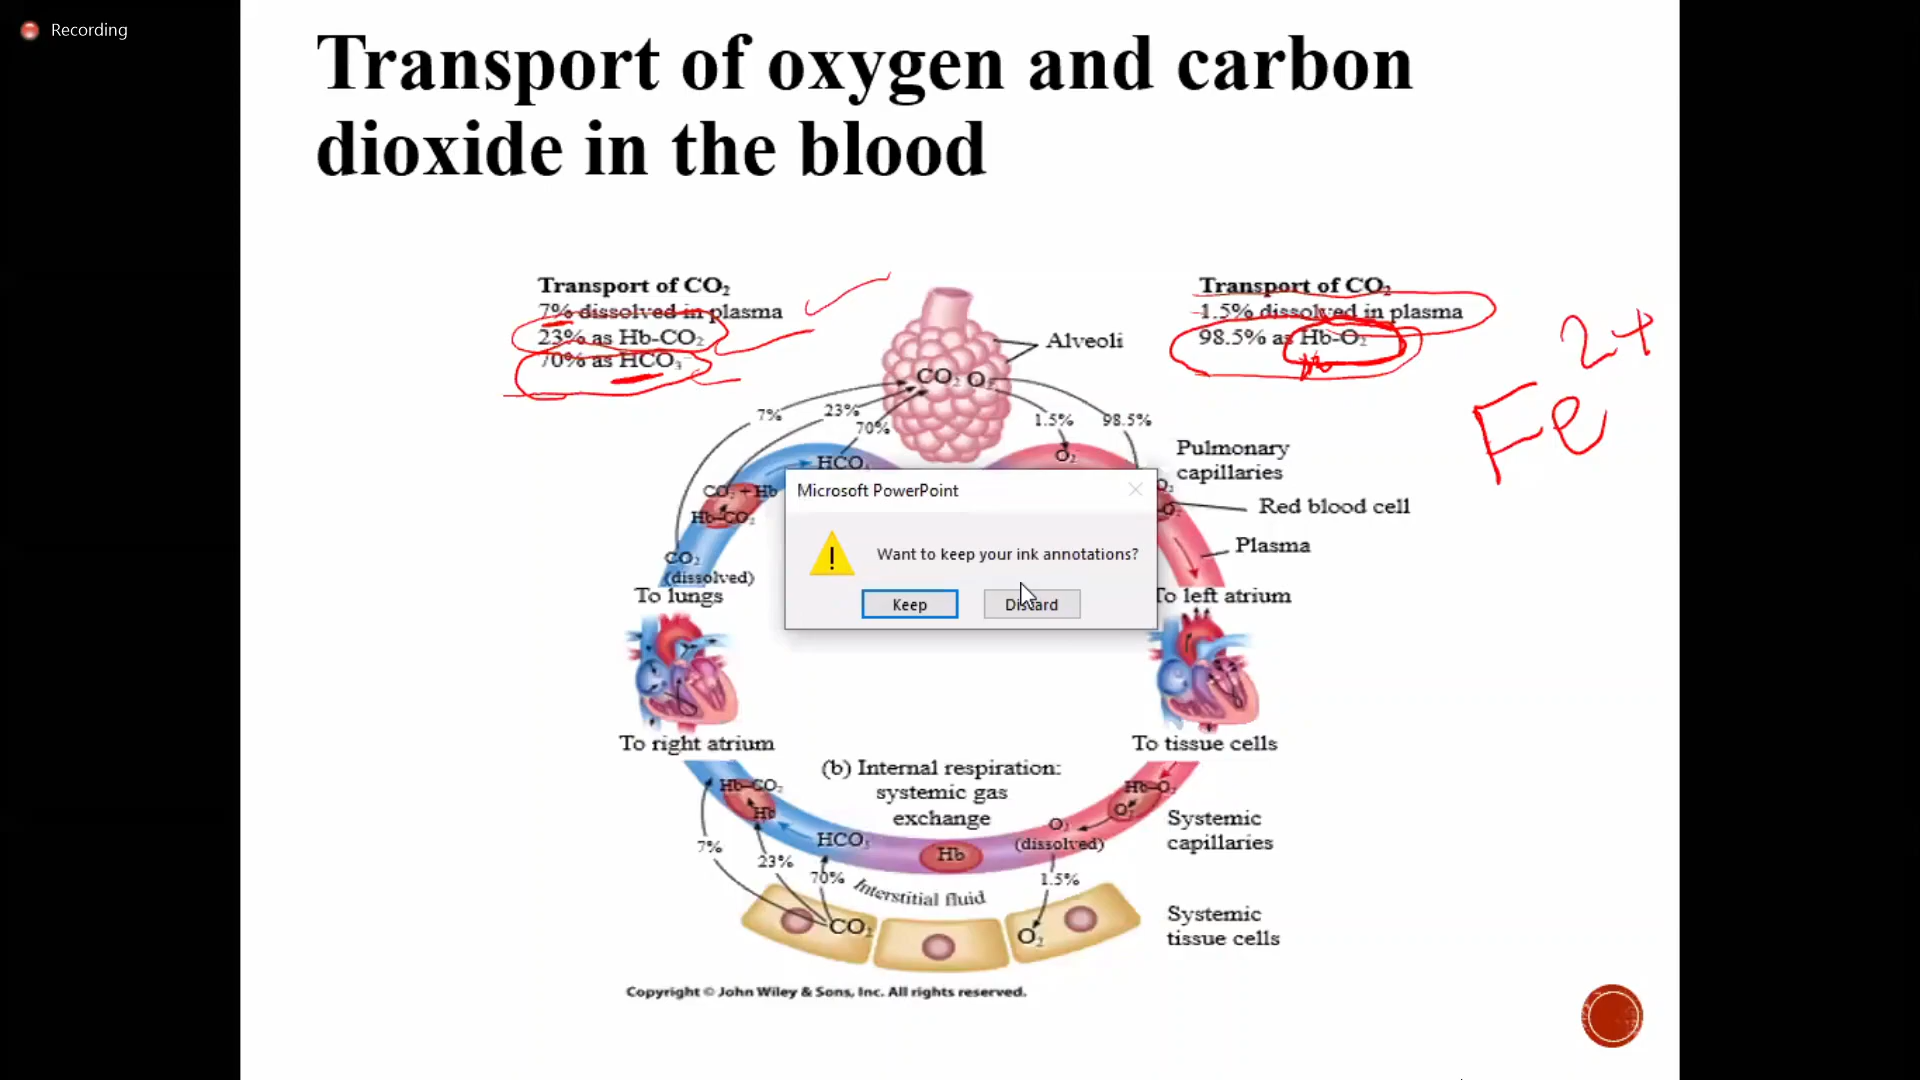 Recording
Transport of oxygen and carbon
dioxide in the blood
Transport of CO₂
7% dissolved in plasma
23% as Hb-CO₂
70% as HCO₃
Transport of CO₂
1.5% dissolved in plasma
98.5% as Hb-O₂
2+
Fe
Alveoli
CO₂ O₂
7%
23%
70%
1.5%
98.5%
HCO₃
O₂
Pulmonary
capillaries
CO₂ + Hb
Hb-CO₂
Red blood cell
Plasma
CO₂
(dissolved)
To lungs
To left atrium
Microsoft PowerPoint
Want to keep your ink annotations?
Keep
Discard
To right atrium
To tissue cells
(b) Internal respiration:
systemic gas
exchange
Hb-CO₂
Hb
HCO₃
Hb
O₂
(dissolved)
Hb-O₂
O₂
Systemic
capillaries
7%
23%
70%
Interstitial fluid
1.5%
CO₂
O₂
Systemic
tissue cells
Copyright © John Wiley & Sons, Inc. All rights reserved.